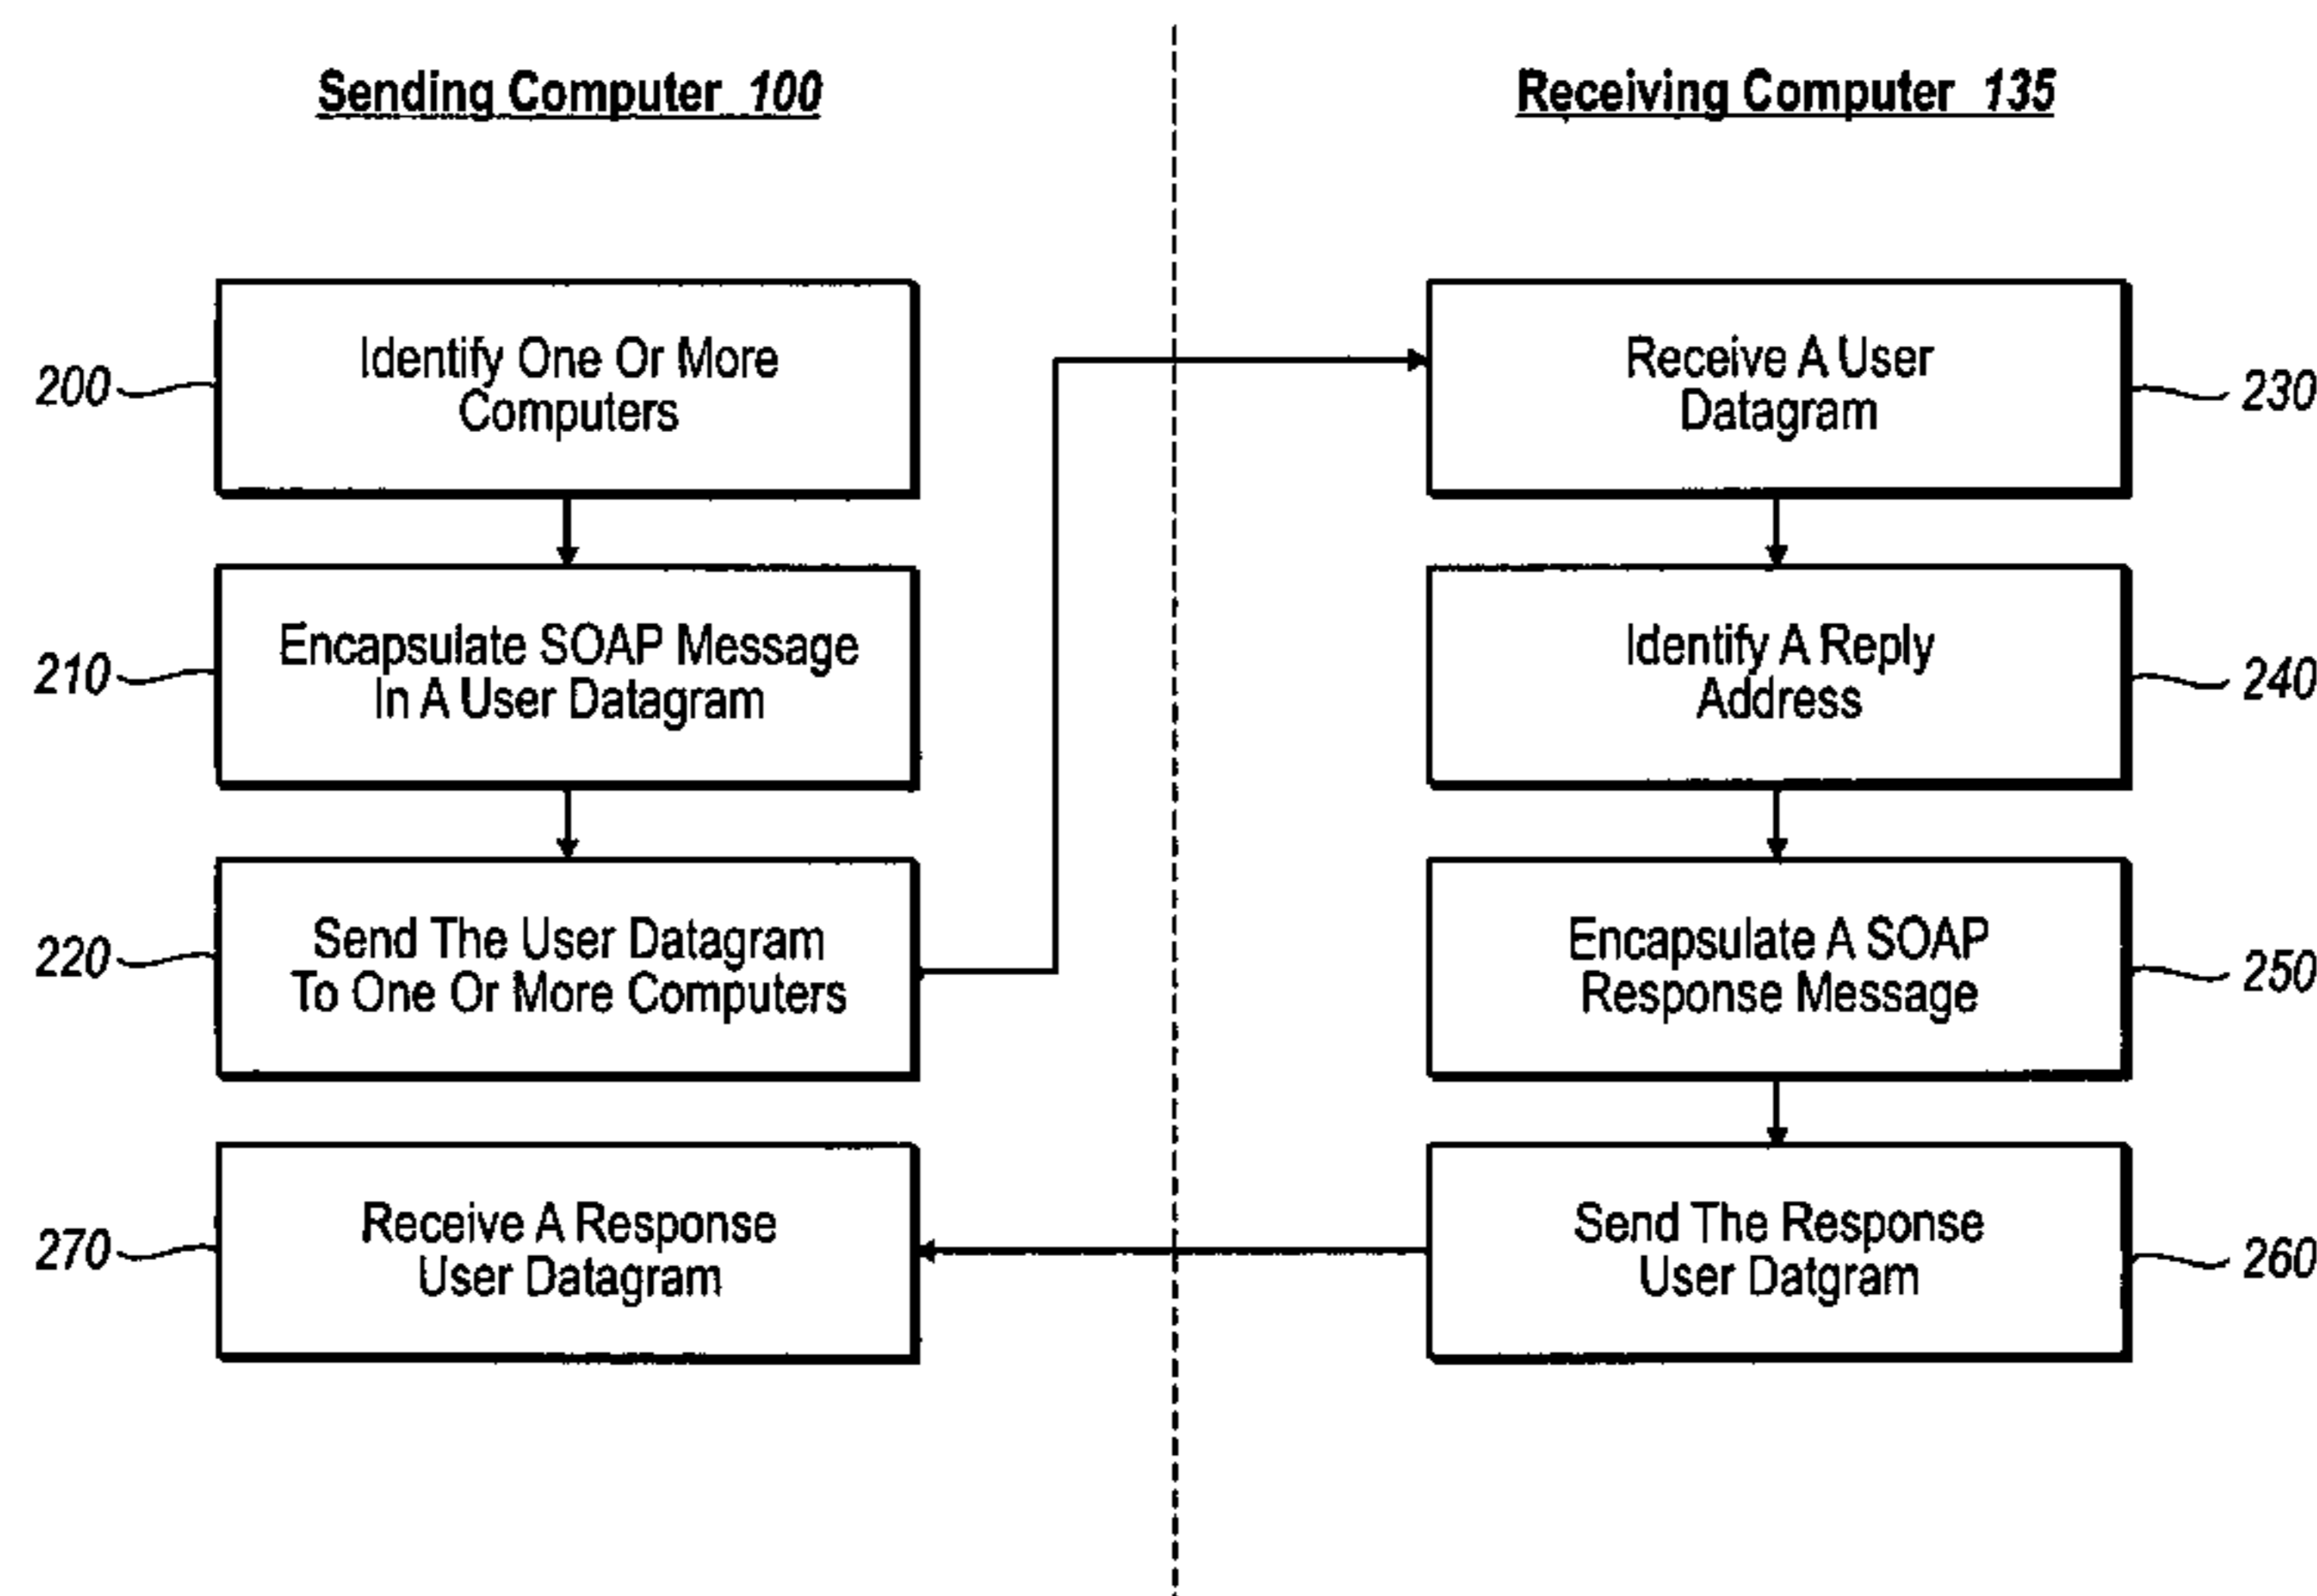 Sending Computer 100
Receiving Computer 135
200
Identify One Or More
Computers
210
Encapsulate SOAP Message
In A User Datagram
220
Send The User Datagram
To One Or More Computers
270
Receive A Response
User Datagram
Receive A User
Datagram
230
Identify A Reply
Address
240
Encapsulate A SOAP
Response Message
250
Send The Response
User Datgram
260